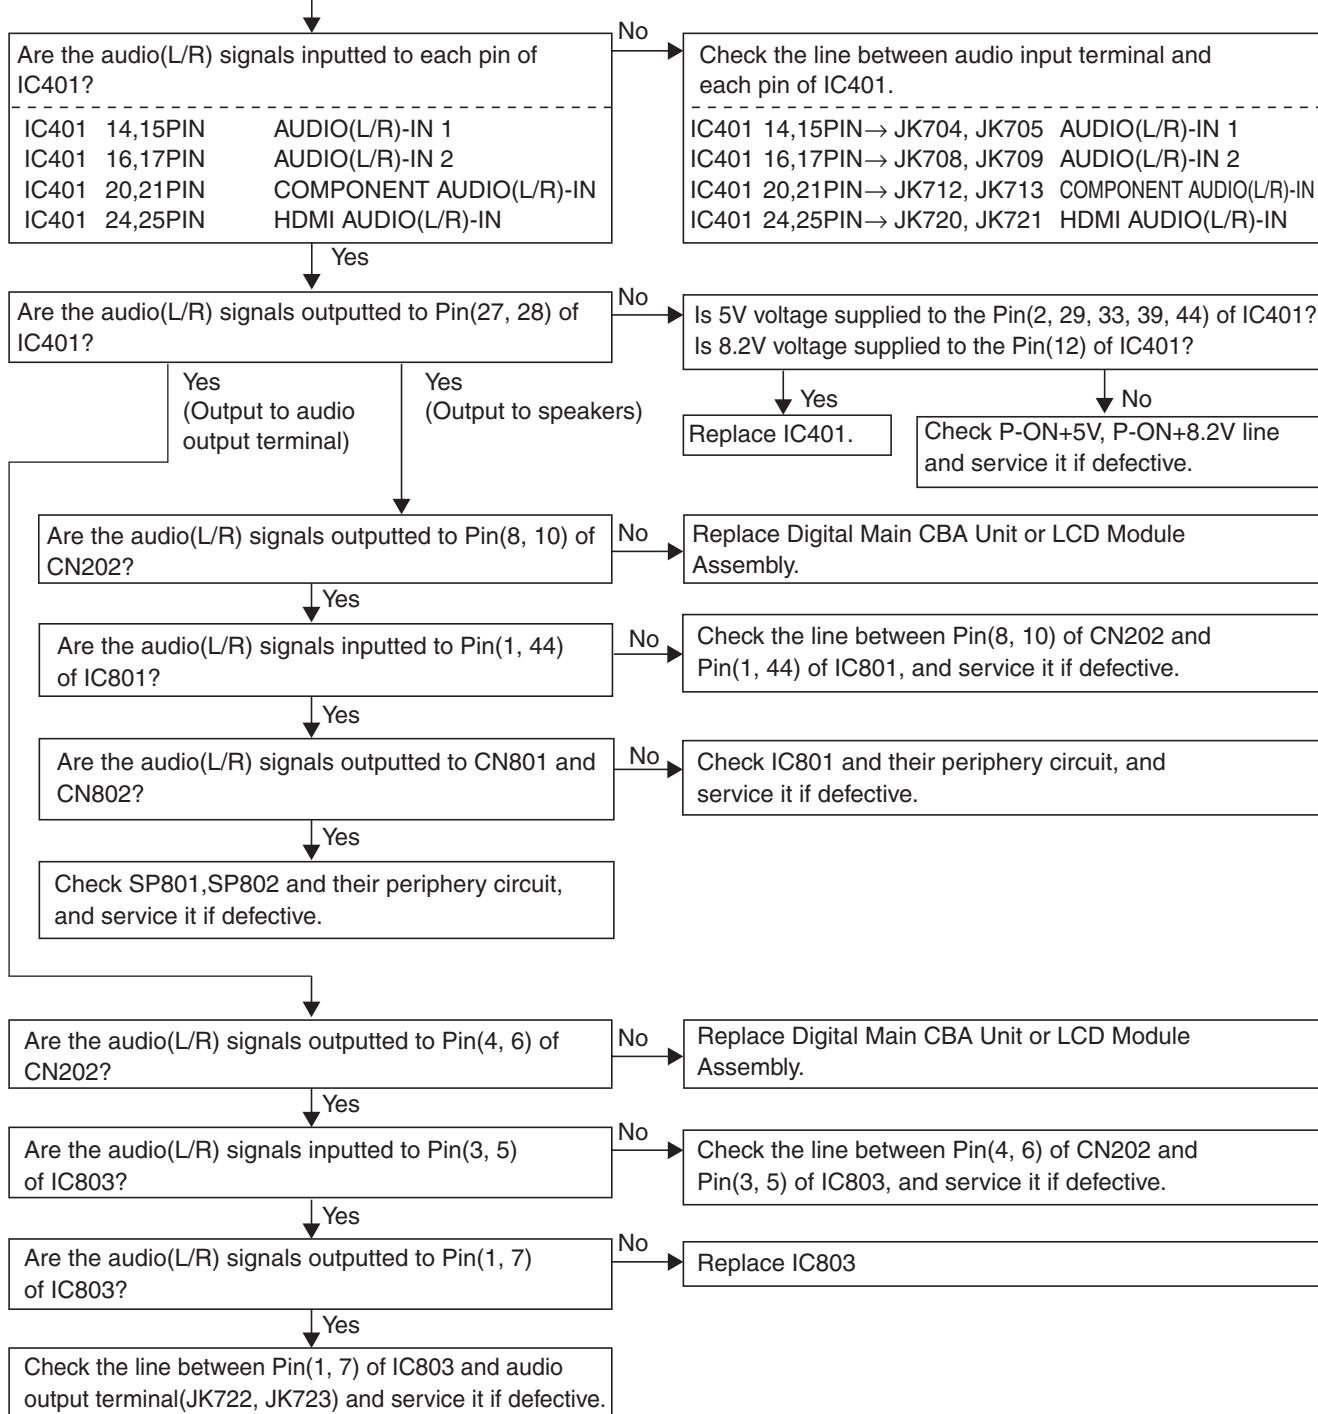 No
Are the audio(L/R) signals inputted to each pin of
IC401?
IC401 14,15PIN AUDIO(L/R)-IN 1
IC401 16,17PIN AUDIO(L/R)-IN 2
IC401 20,21PIN COMPONENT AUDIO(L/R)-IN
IC401 24,25PIN HDMI AUDIO(L/R)-IN
Check the line between audio input terminal and
each pin of IC401.
IC401 14,15PIN→ JK704, JK705 AUDIO(L/R)-IN 1
IC401 16,17PIN→ JK708, JK709 AUDIO(L/R)-IN 2
IC401 20,21PIN→ JK712, JK713 COMPONENT AUDIO(L/R)-IN
IC401 24,25PIN→ JK720, JK721 HDMI AUDIO(L/R)-IN
Yes
Are the audio(L/R) signals outputted to Pin(27, 28) of
IC401?
No
Is 5V voltage supplied to the Pin(2, 29, 33, 39, 44) of IC401?
Is 8.2V voltage supplied to the Pin(12) of IC401?
Yes
(Output to audio
output terminal)
Yes
(Output to speakers)
Yes
No
Replace IC401.
Check P-ON+5V, P-ON+8.2V line
and service it if defective.
Are the audio(L/R) signals outputted to Pin(8, 10) of
CN202?
No
Replace Digital Main CBA Unit or LCD Module
Assembly.
Yes
Are the audio(L/R) signals inputted to Pin(1, 44)
of IC801?
No
Check the line between Pin(8, 10) of CN202 and
Pin(1, 44) of IC801, and service it if defective.
Yes
Are the audio(L/R) signals outputted to CN801 and
CN802?
No
Check IC801 and their periphery circuit, and
service it if defective.
Yes
Check SP801,SP802 and their periphery circuit,
and service it if defective.
Are the audio(L/R) signals outputted to Pin(4, 6) of
CN202?
No
Replace Digital Main CBA Unit or LCD Module
Assembly.
Yes
Are the audio(L/R) signals inputted to Pin(3, 5)
of IC803?
No
Check the line between Pin(4, 6) of CN202 and
Pin(3, 5) of IC803, and service it if defective.
Yes
Are the audio(L/R) signals outputted to Pin(1, 7)
of IC803?
No
Replace IC803
Yes
Check the line between Pin(1, 7) of IC803 and audio
output terminal(JK722, JK723) and service it if defective.